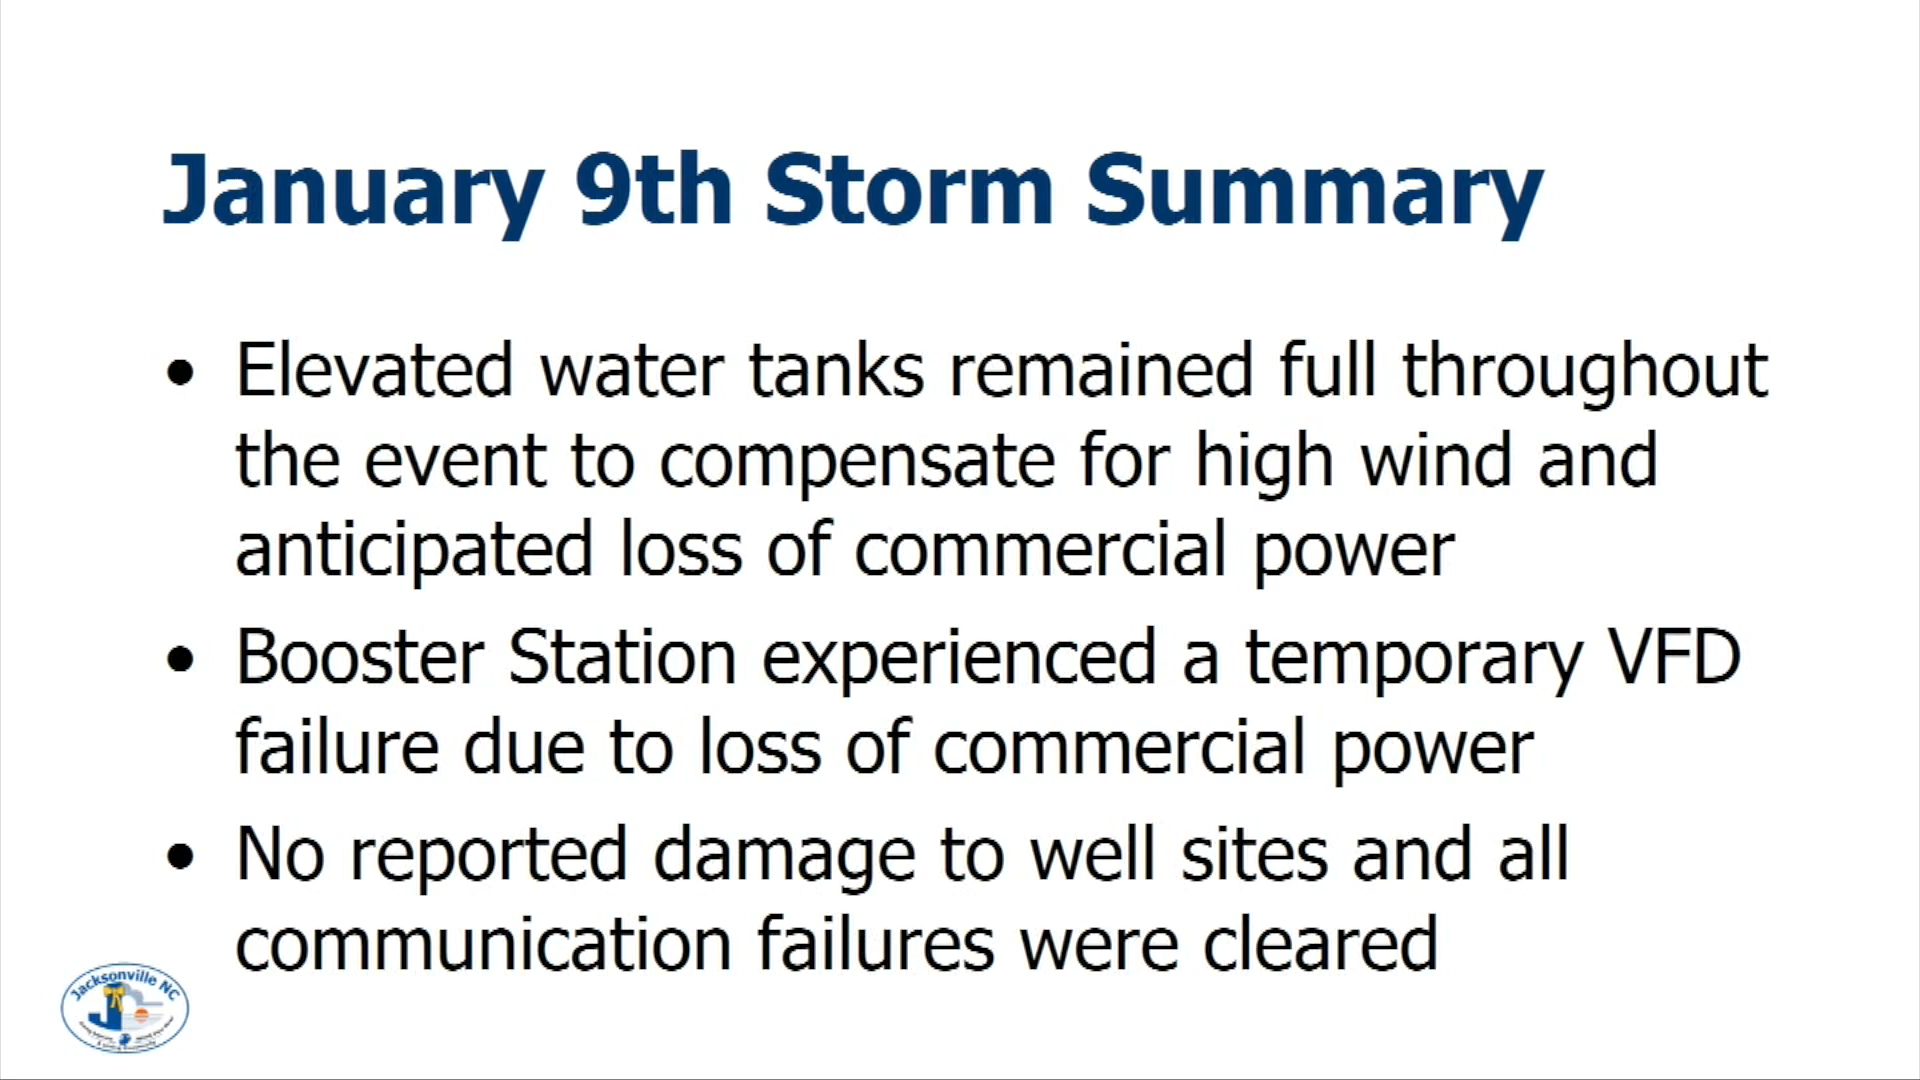 January 9th Storm Summary
• Elevated water tanks remained full throughout
the event to compensate for high wind and
anticipated loss of commercial power
• Booster Station experienced a temporary VFD
failure due to loss of commercial power
• No reported damage to well sites and all
communication failures were cleared
Jacksonville NC